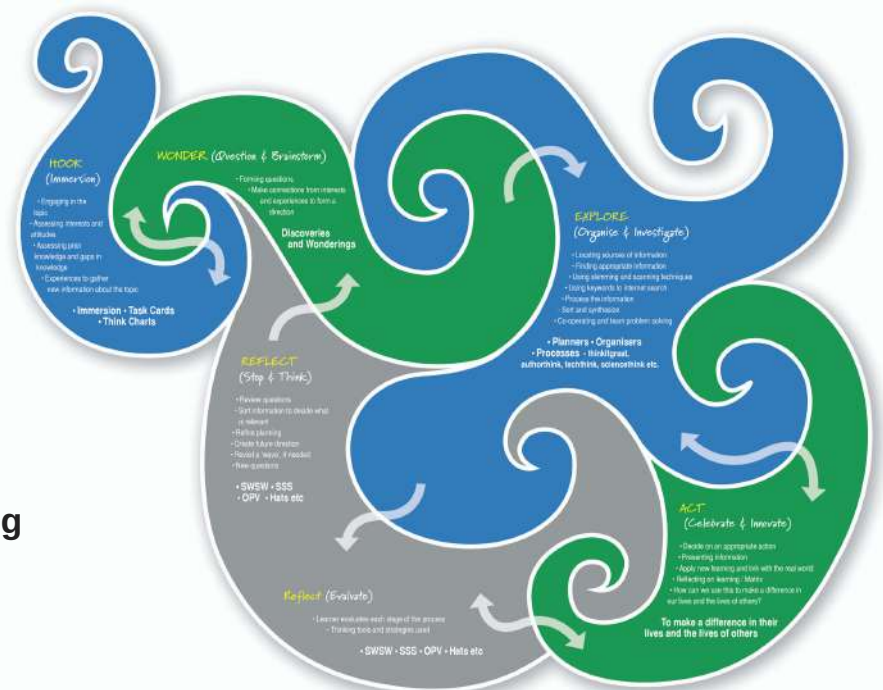 HOOK
(Immersion)
• Engaging in the
topic
• Assessing interests and
attitudes
• Assessing prior
knowledge and gaps in
knowledge
• Experiences to gather
new information about the topic
• Immersion • Task Cards
• Think Charts
WONDER (Question & Brainstorm)
• Forming questions
• Make connections from interests
and experiences to form a
direction
Discoveries
and Wonderings
EXPLORE
(Organise & Investigate)
• Locating sources of information
• Finding appropriate information
• Using skimming and scanning techniques
• Using keywords to internet search
• Process the information
• Sort and synthesise
• Co-operating and team problem solving
• Planners • Organisers
• Processes - thinkitgreat,
authorthink, techthink, sciencethink etc.
REFLECT
(Stop & Think)
• Review questions
• Sort information to decide what
is relevant
• Refine planning
• Create future direction
• Revisit a 'wave', if needed
• New questions
• SWSW • SSS
• OPV • Hats etc
g
ACT
(Celebrate & Innovate)
• Decide on an appropriate action
• Presenting information
• Apply new learning and link with the real world
• Reflecting on learning / Matrix
• How can we use this to make a difference in
our lives and the lives of others?
To make a difference in their
lives and the lives of others
Reflect (Evaluate)
• Learner evaluates each stage of the process
- Thinking tools and strategies used
• SWSW • SSS • OPV • Hats etc